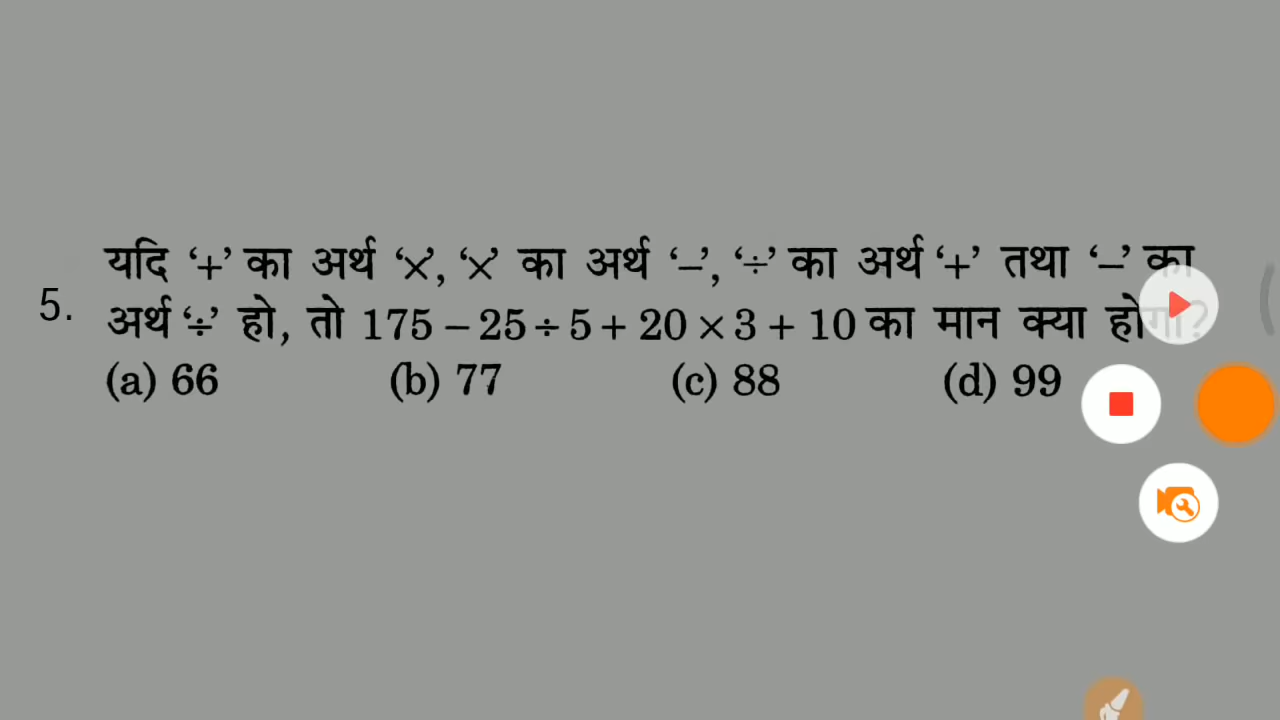 यदि ‘+’ का अर्थ ‘×’, ‘×’ का अर्थ ‘–’, ‘÷’ का अर्थ ‘+’ तथा ‘–’ का
5. अर्थ ‘÷’ हो, तो 175 – 25 ÷ 5 + 20 × 3 + 10 का मान क्या होगा?
(a) 66 (b) 77 (c) 88 (d) 99